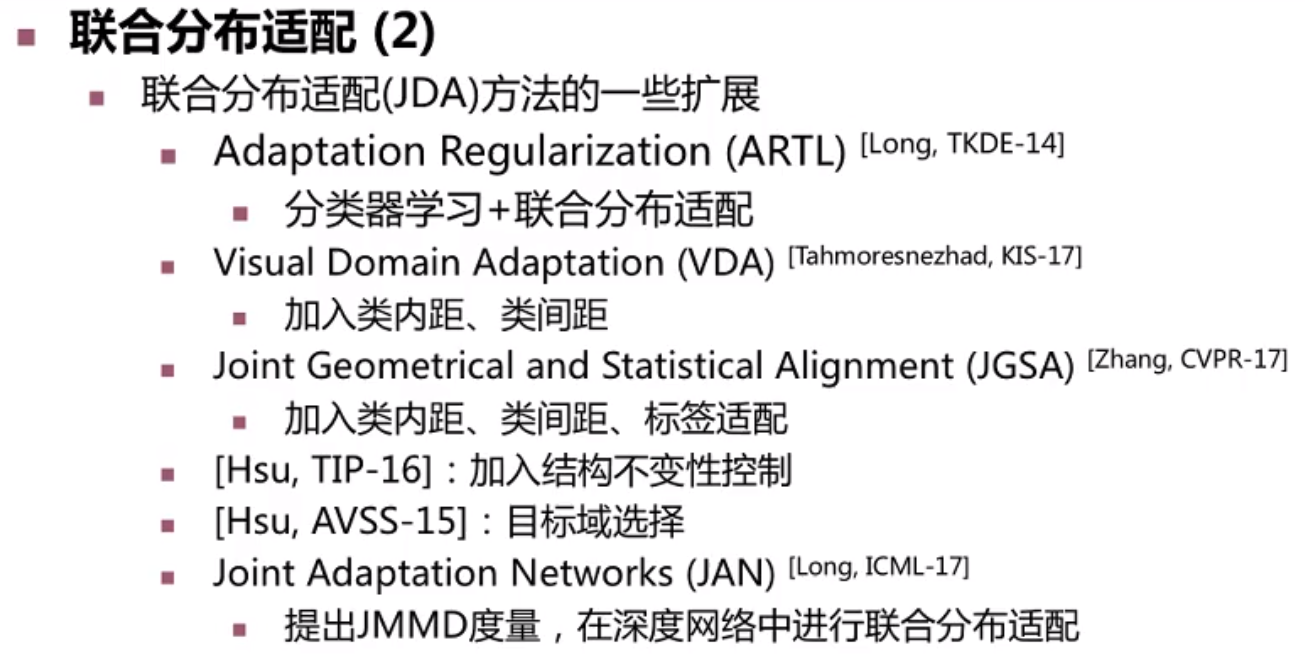 联合分布适配 (2)
联合分布适配(JDA)方法的一些扩展
Adaptation Regularization (ARTL) [Long, TKDE-14]
分类器学习+联合分布适配
Visual Domain Adaptation (VDA) [Tahmoresnezhad, KIS-17]
加入类内距、类间距
Joint Geometrical and Statistical Alignment (JGSA) [Zhang, CVPR-17]
加入类内距、类间距、标签适配
[Hsu, TIP-16]：加入结构不变性控制
[Hsu, AVSS-15]：目标域选择
Joint Adaptation Networks (JAN) [Long, ICML-17]
提出JMMD度量，在深度网络中进行联合分布适配